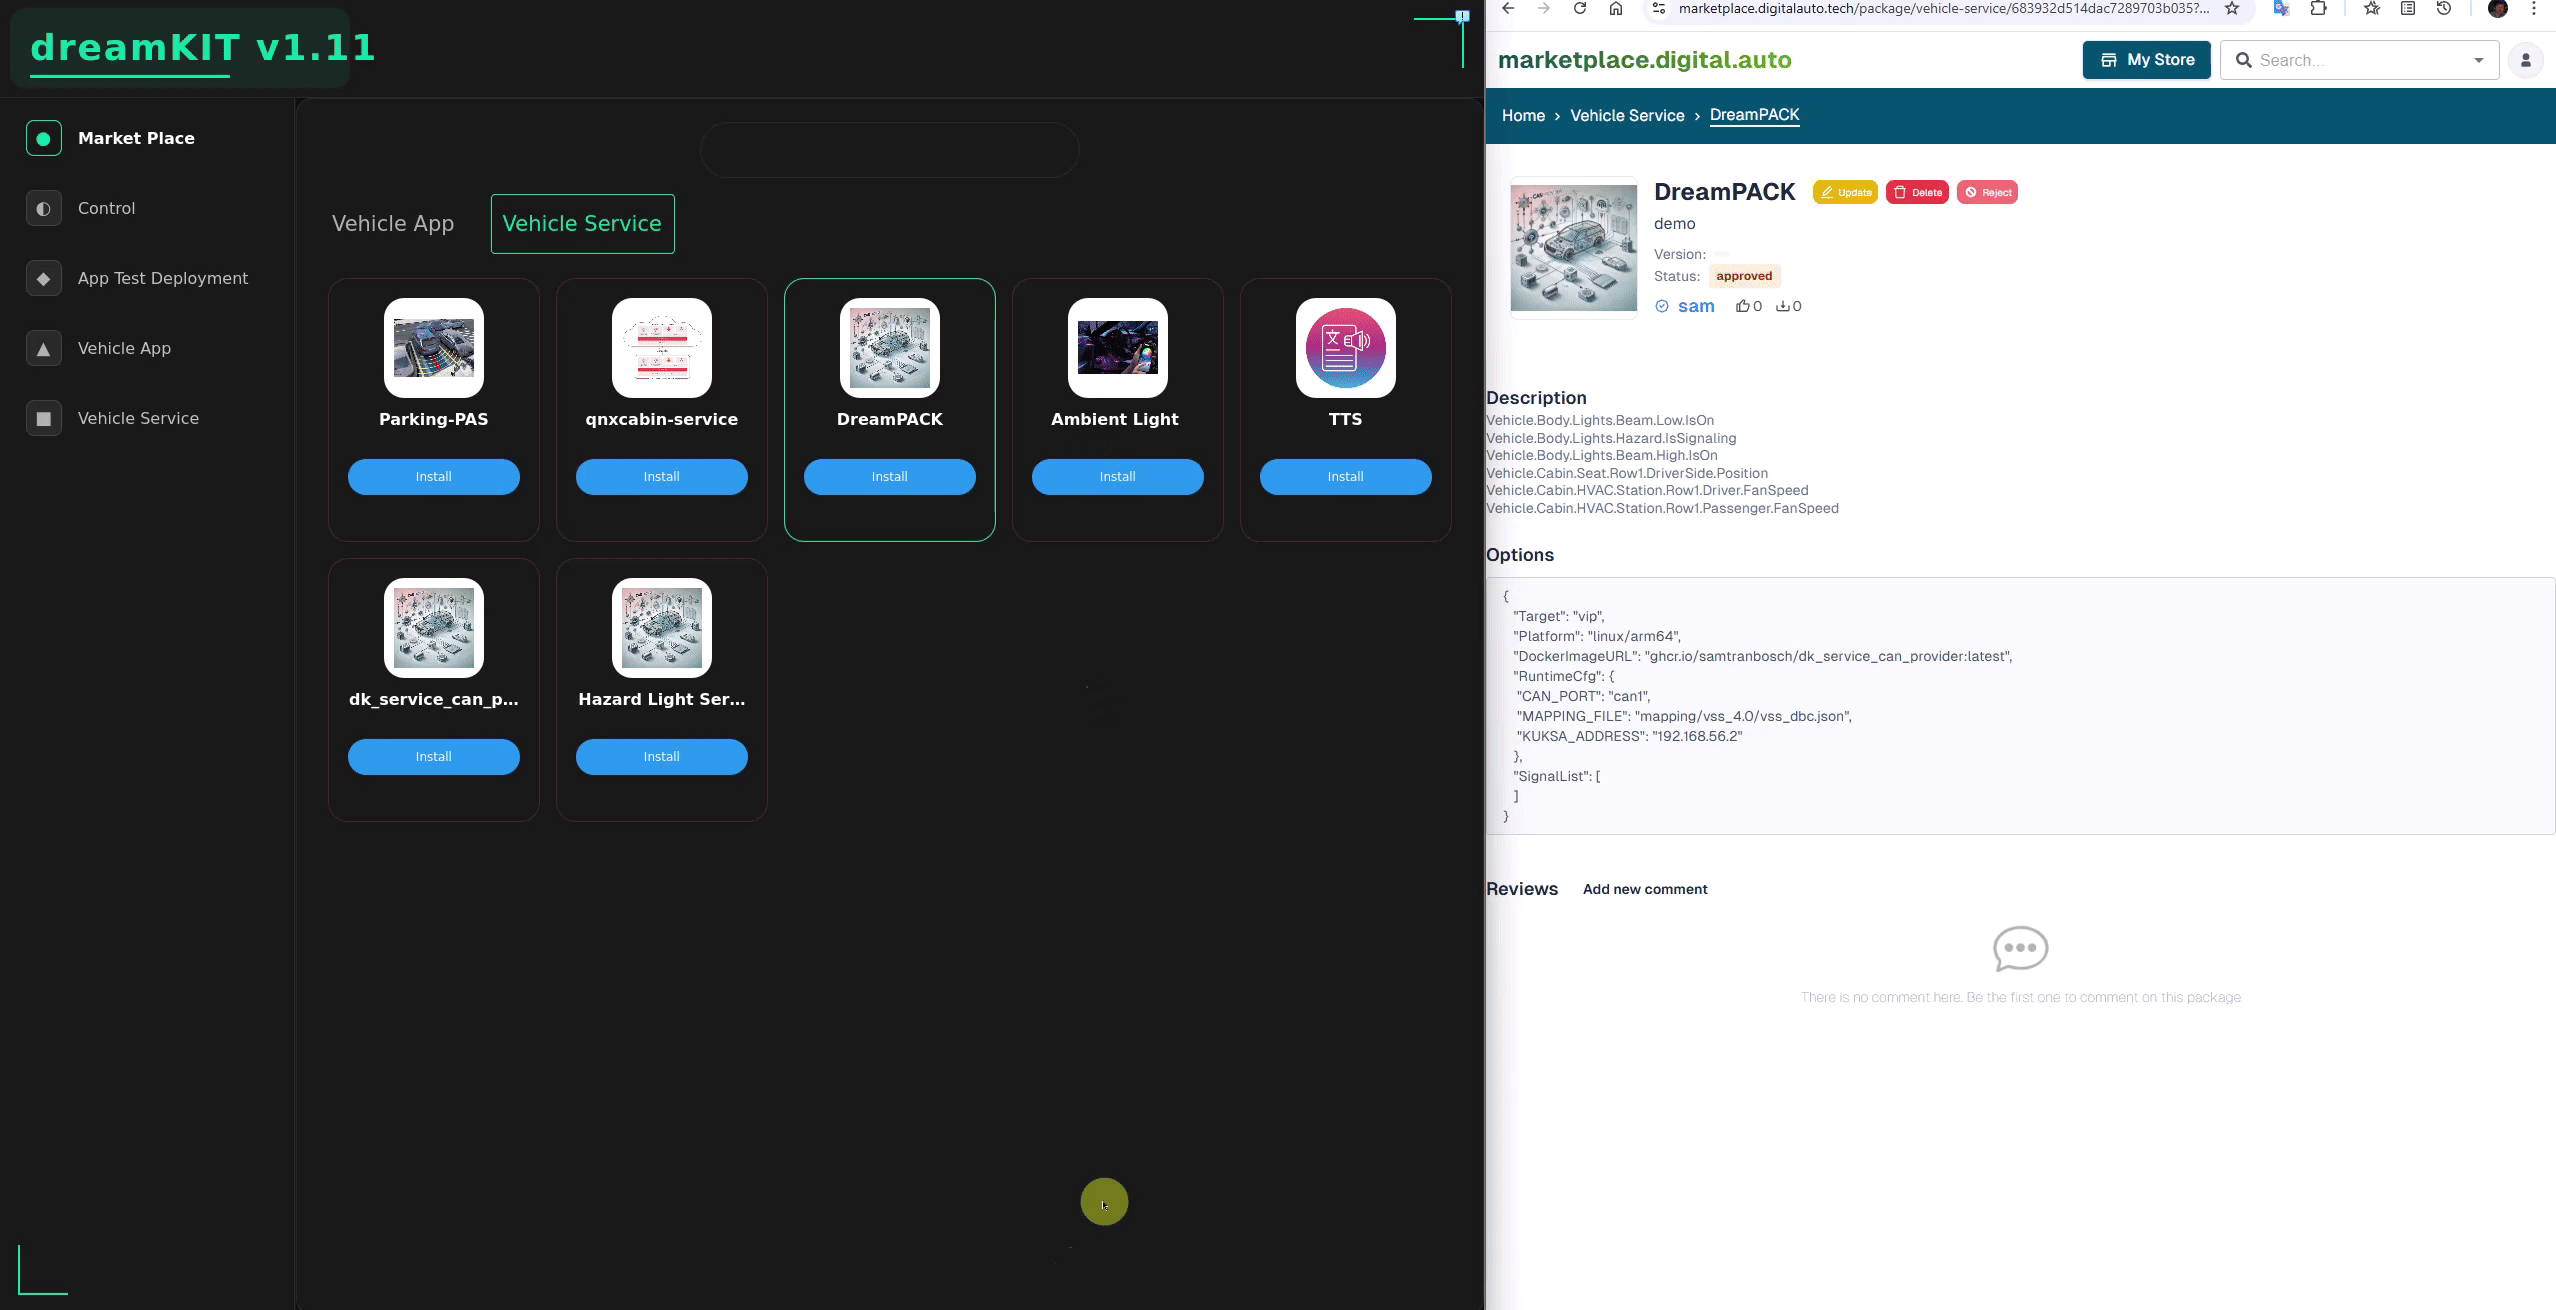 dreamKIT v1.11
Market Place
Control
App Test Deployment
Vehicle App
Vehicle Service
Vehicle App
Vehicle Service
Parking-PAS
Install
qnxcabin-service
Install
DreamPACK
Install
Ambient Light
Install
TTS
Install
dk_service_can_p...
Install
Hazard Light Ser...
Install
marketplace.digitalauto.tech/package/vehicle-service/683932d514dac7289703b035?...
marketplace.digital.auto
My Store
Search...
Home › Vehicle Service › DreamPACK
DreamPACK
Update
Delete
Reject
demo
Version:
Status: approved
sam 0 0
Description
Vehicle.Body.Lights.Beam.Low.IsOn
Vehicle.Body.Lights.Hazard.IsSignaling
Vehicle.Body.Lights.Beam.High.IsOn
Vehicle.Cabin.Seat.Row1.DriverSide.Position
Vehicle.Cabin.HVAC.Station.Row1.Driver.FanSpeed
Vehicle.Cabin.HVAC.Station.Row1.Passenger.FanSpeed
Options
{
"Target": "vip",
"Platform": "linux/arm64",
"DockerImageURL": "ghcr.io/samtranbosch/dk_service_can_provider:latest",
"RuntimeCfg": {
"CAN_PORT": "can1",
"MAPPING_FILE": "mapping/vss_4.0/vss_dbc.json",
"KUKSA_ADDRESS": "192.168.56.2"
},
"SignalList": [
]
}
Reviews
Add new comment
There is no comment here. Be the first one to comment on this package